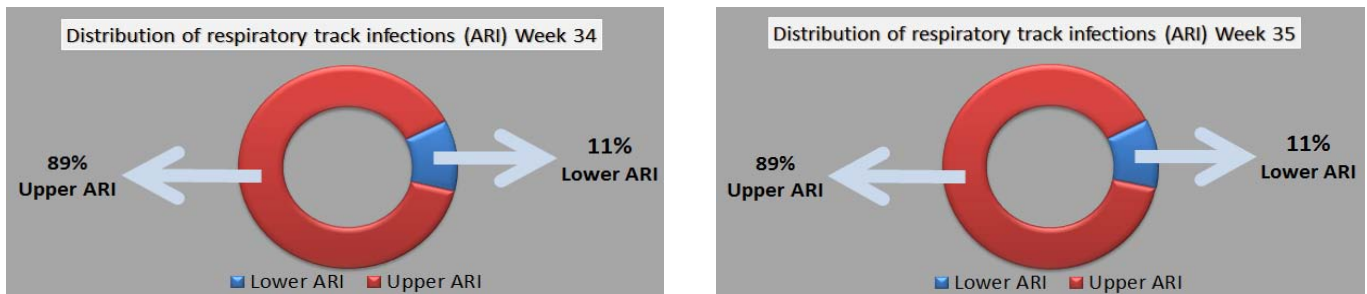 Distribution of respiratory track infections (ARI) Week 34
89%
Upper ARI
11%
Lower ARI
Lower ARI Upper ARI
Distribution of respiratory track infections (ARI) Week 35
89%
Upper ARI
11%
Lower ARI
Lower ARI Upper ARI